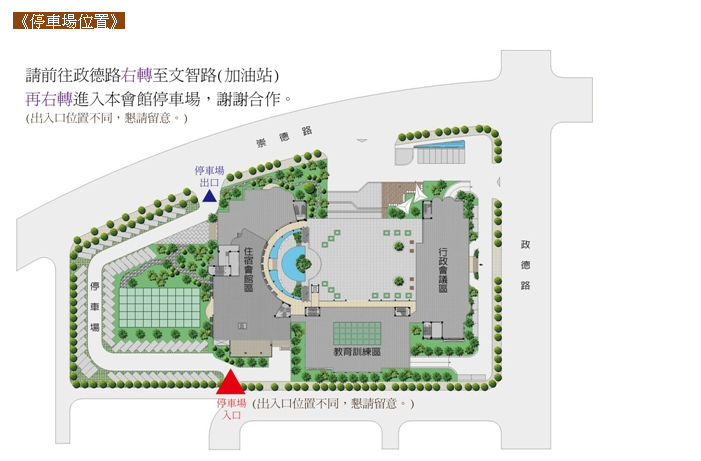 《停車場位置》
請前往政德路右轉至文智路(加油站)
再右轉進入本會館停車場，謝謝合作。
(出入口位置不同，懇請留意。)
崇德路
停車場
出口
政德路
住宿會館區
行政會議區
停車場
教育訓練區
停車場
入口
(出入口位置不同，懇請留意。)